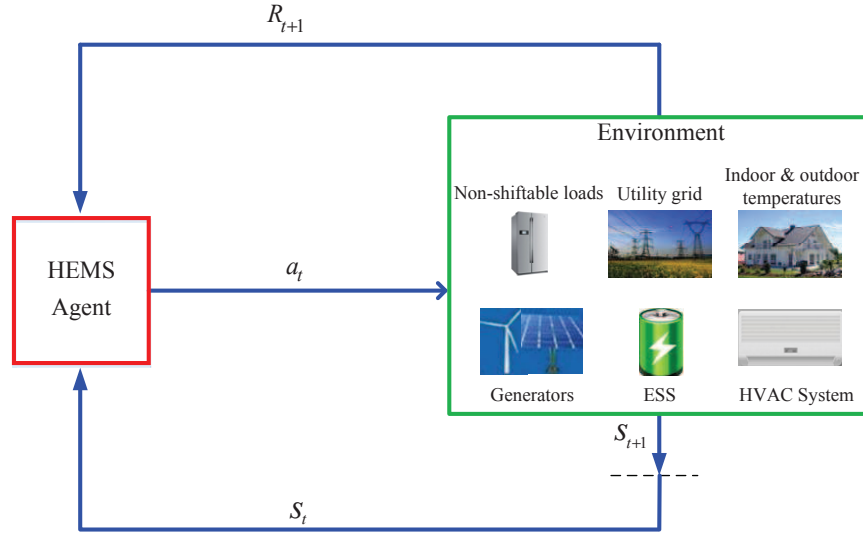 R_{t+1}
Environment
Non-shiftable loads
Utility grid
Indoor & outdoor
temperatures
HEMS
Agent
a_t
Generators
ESS
HVAC System
S_{t+1}
S_t